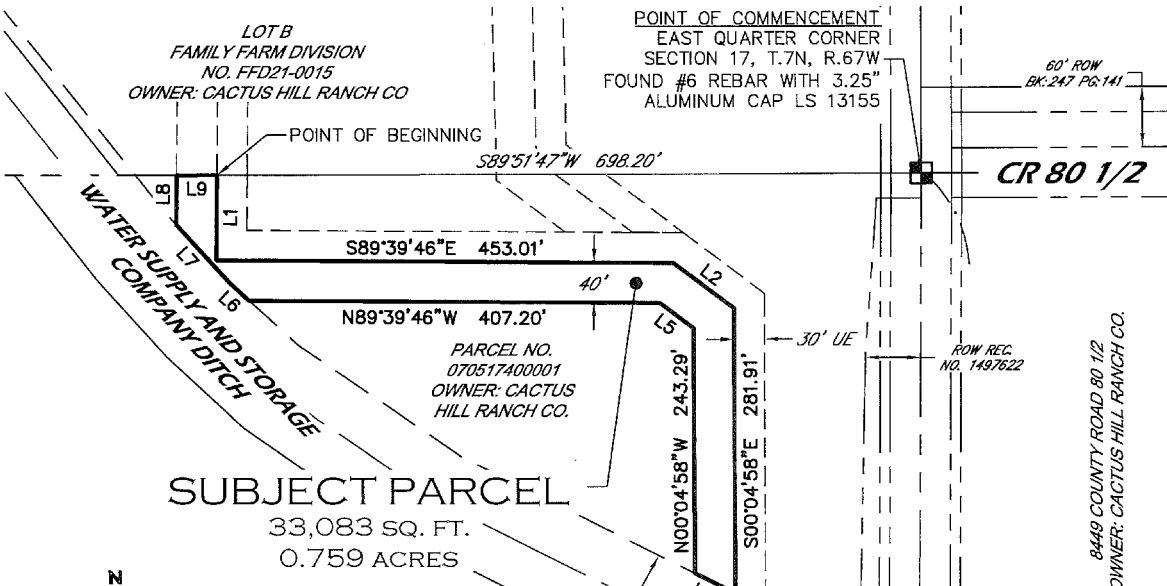 LOT B
FAMILY FARM DIVISION
NO. FFD21-0015
OWNER: CACTUS HILL RANCH CO
POINT OF COMMENCEMENT
EAST QUARTER CORNER
SECTION 17, T.7N, R.67W
FOUND #6 REBAR WITH 3.25"
ALUMINUM CAP LS 13155
60' ROW
BK:247 PG:141
POINT OF BEGINNING
S89°51'47"W 698.20'
CR 80 1/2
L8
L9
L1
WATER SUPPLY AND STORAGE
COMPANY DITCH
L7
L6
S89°39'46"E 453.01'
L2
40'
N89°39'46"W 407.20'
L5
30' UE
PARCEL NO.
070517400001
OWNER: CACTUS
HILL RANCH CO.
ROW REC.
NO. 1497622
N00°04'58"W 243.29'
S00°04'58"E 281.91'
8449 COUNTY ROAD 80 1/2
OWNER: CACTUS HILL RANCH CO.
SUBJECT PARCEL
33,083 SQ. FT.
0.759 ACRES
N